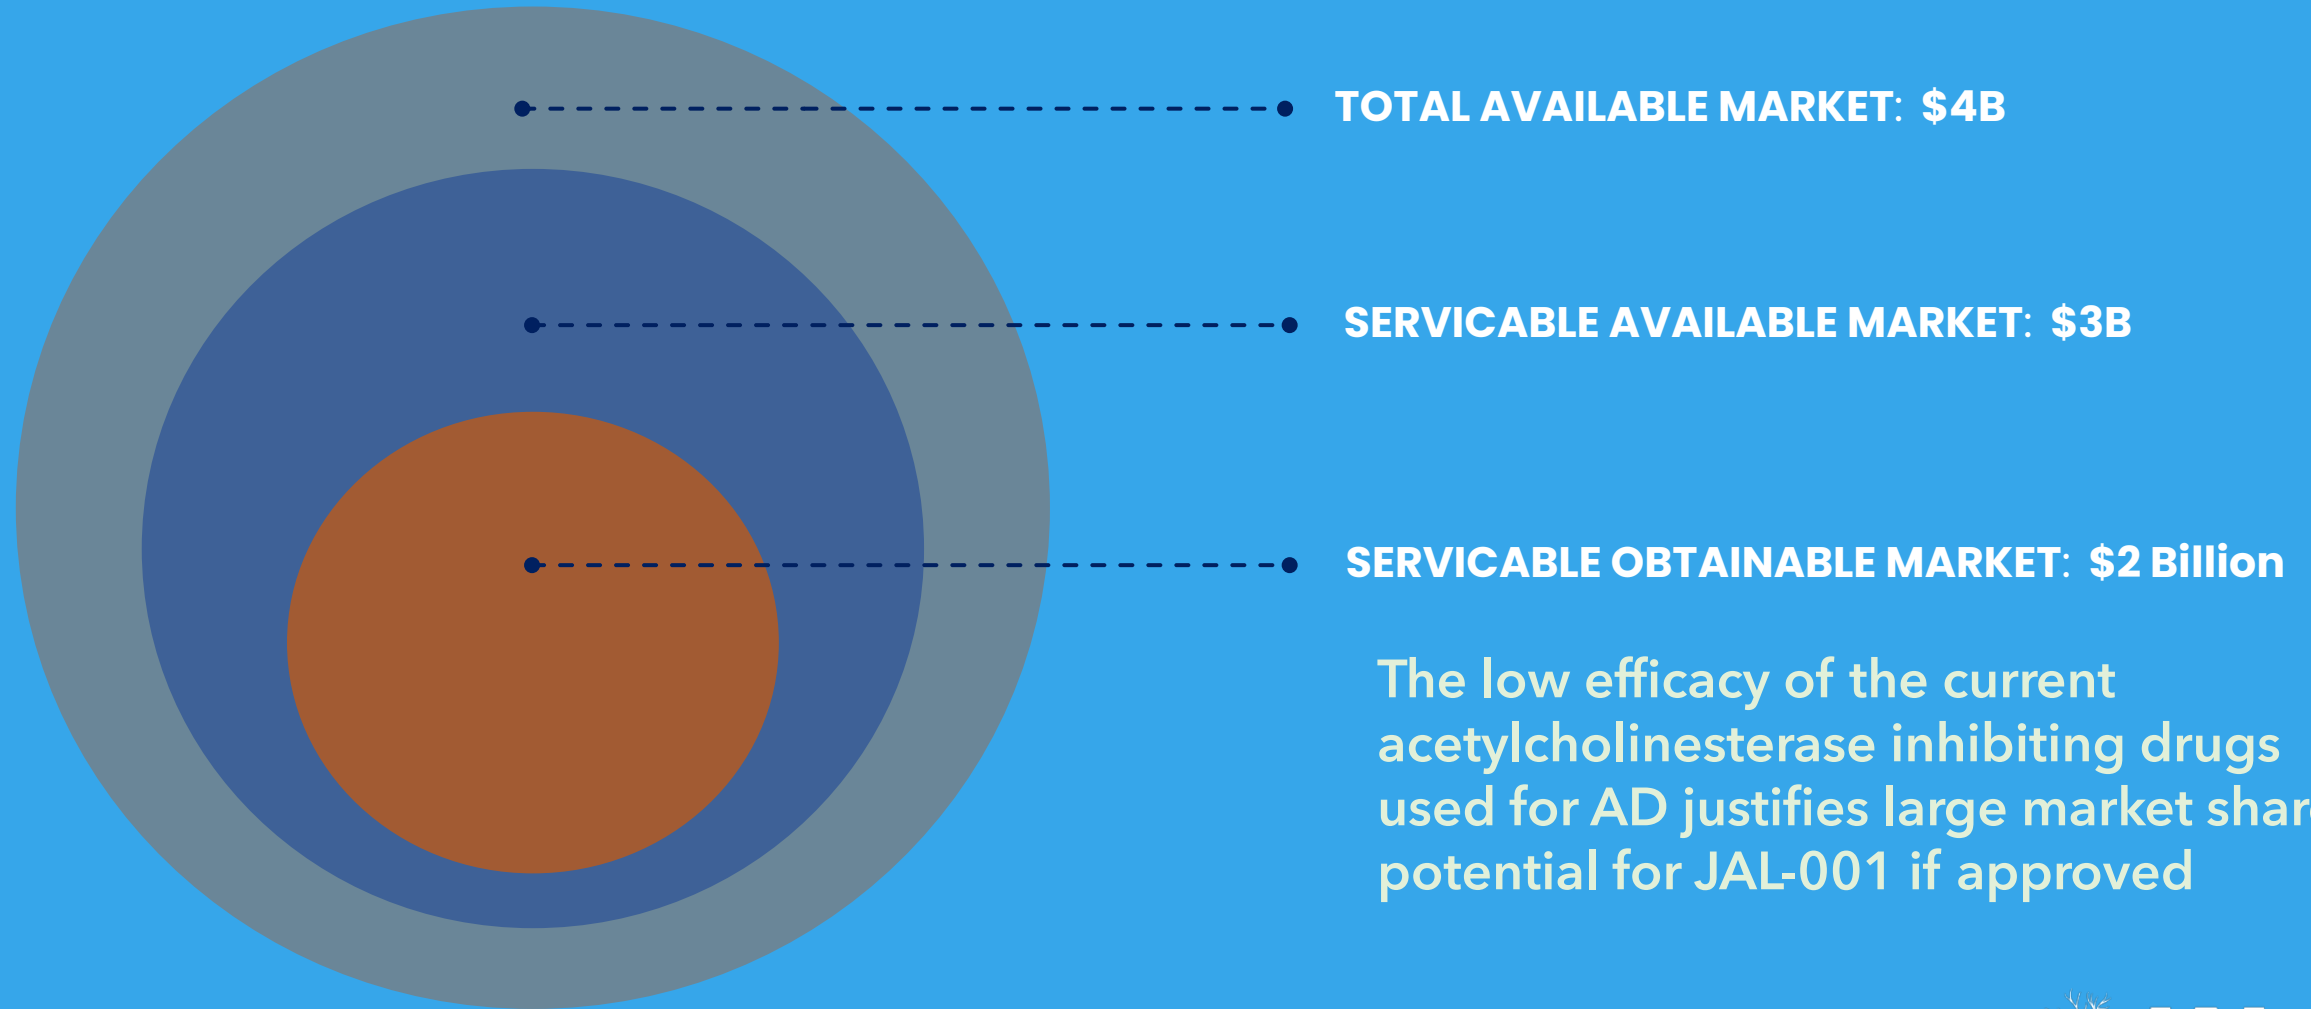 TOTAL AVAILABLE MARKET: $4B
SERVICABLE AVAILABLE MARKET: $3B
SERVICABLE OBTAINABLE MARKET: $2 Billion
The low efficacy of the current
acetylcholinesterase inhibiting drugs
used for AD justifies large market
potential for JAL-001 if approved